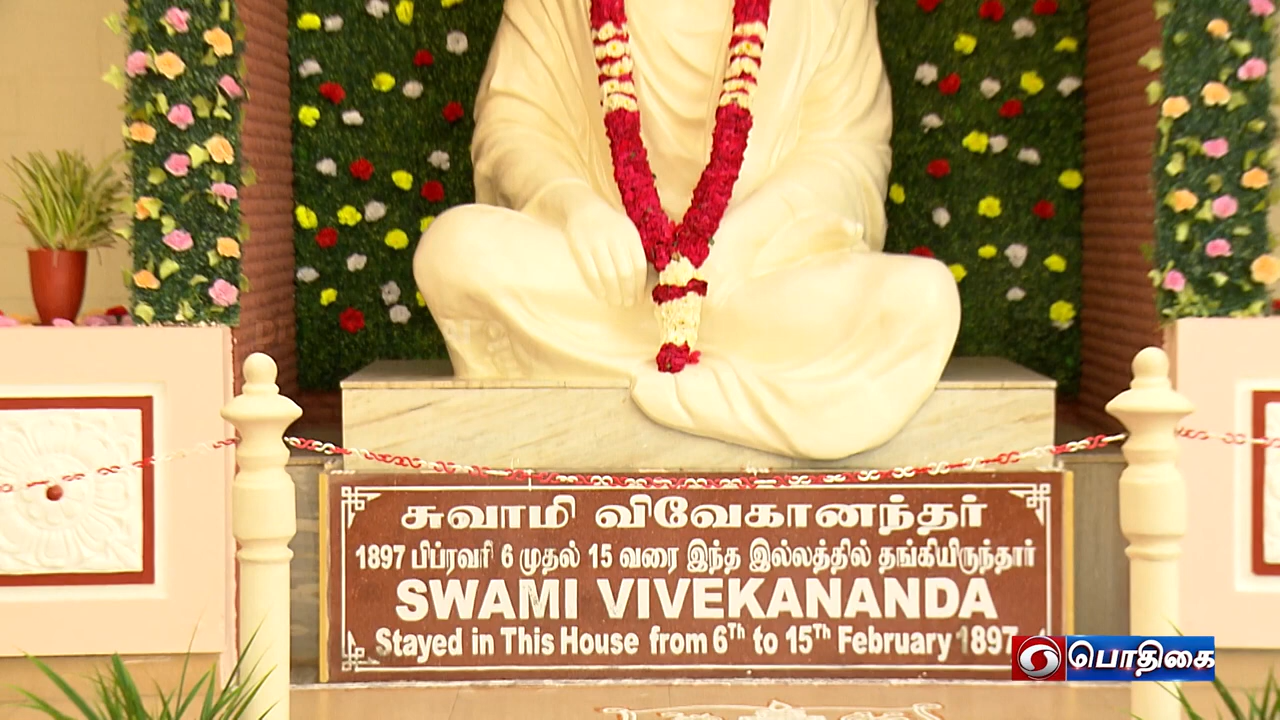 சுவாமி விவேகானந்தர்
1897 பிப்ரவரி 6 முதல் 15 வரை இந்த இல்லத்தில் தங்கியிருந்தார்
SWAMI VIVEKANANDA
Stayed in This House from 6Th to 15Th February 1897
பொதிகை